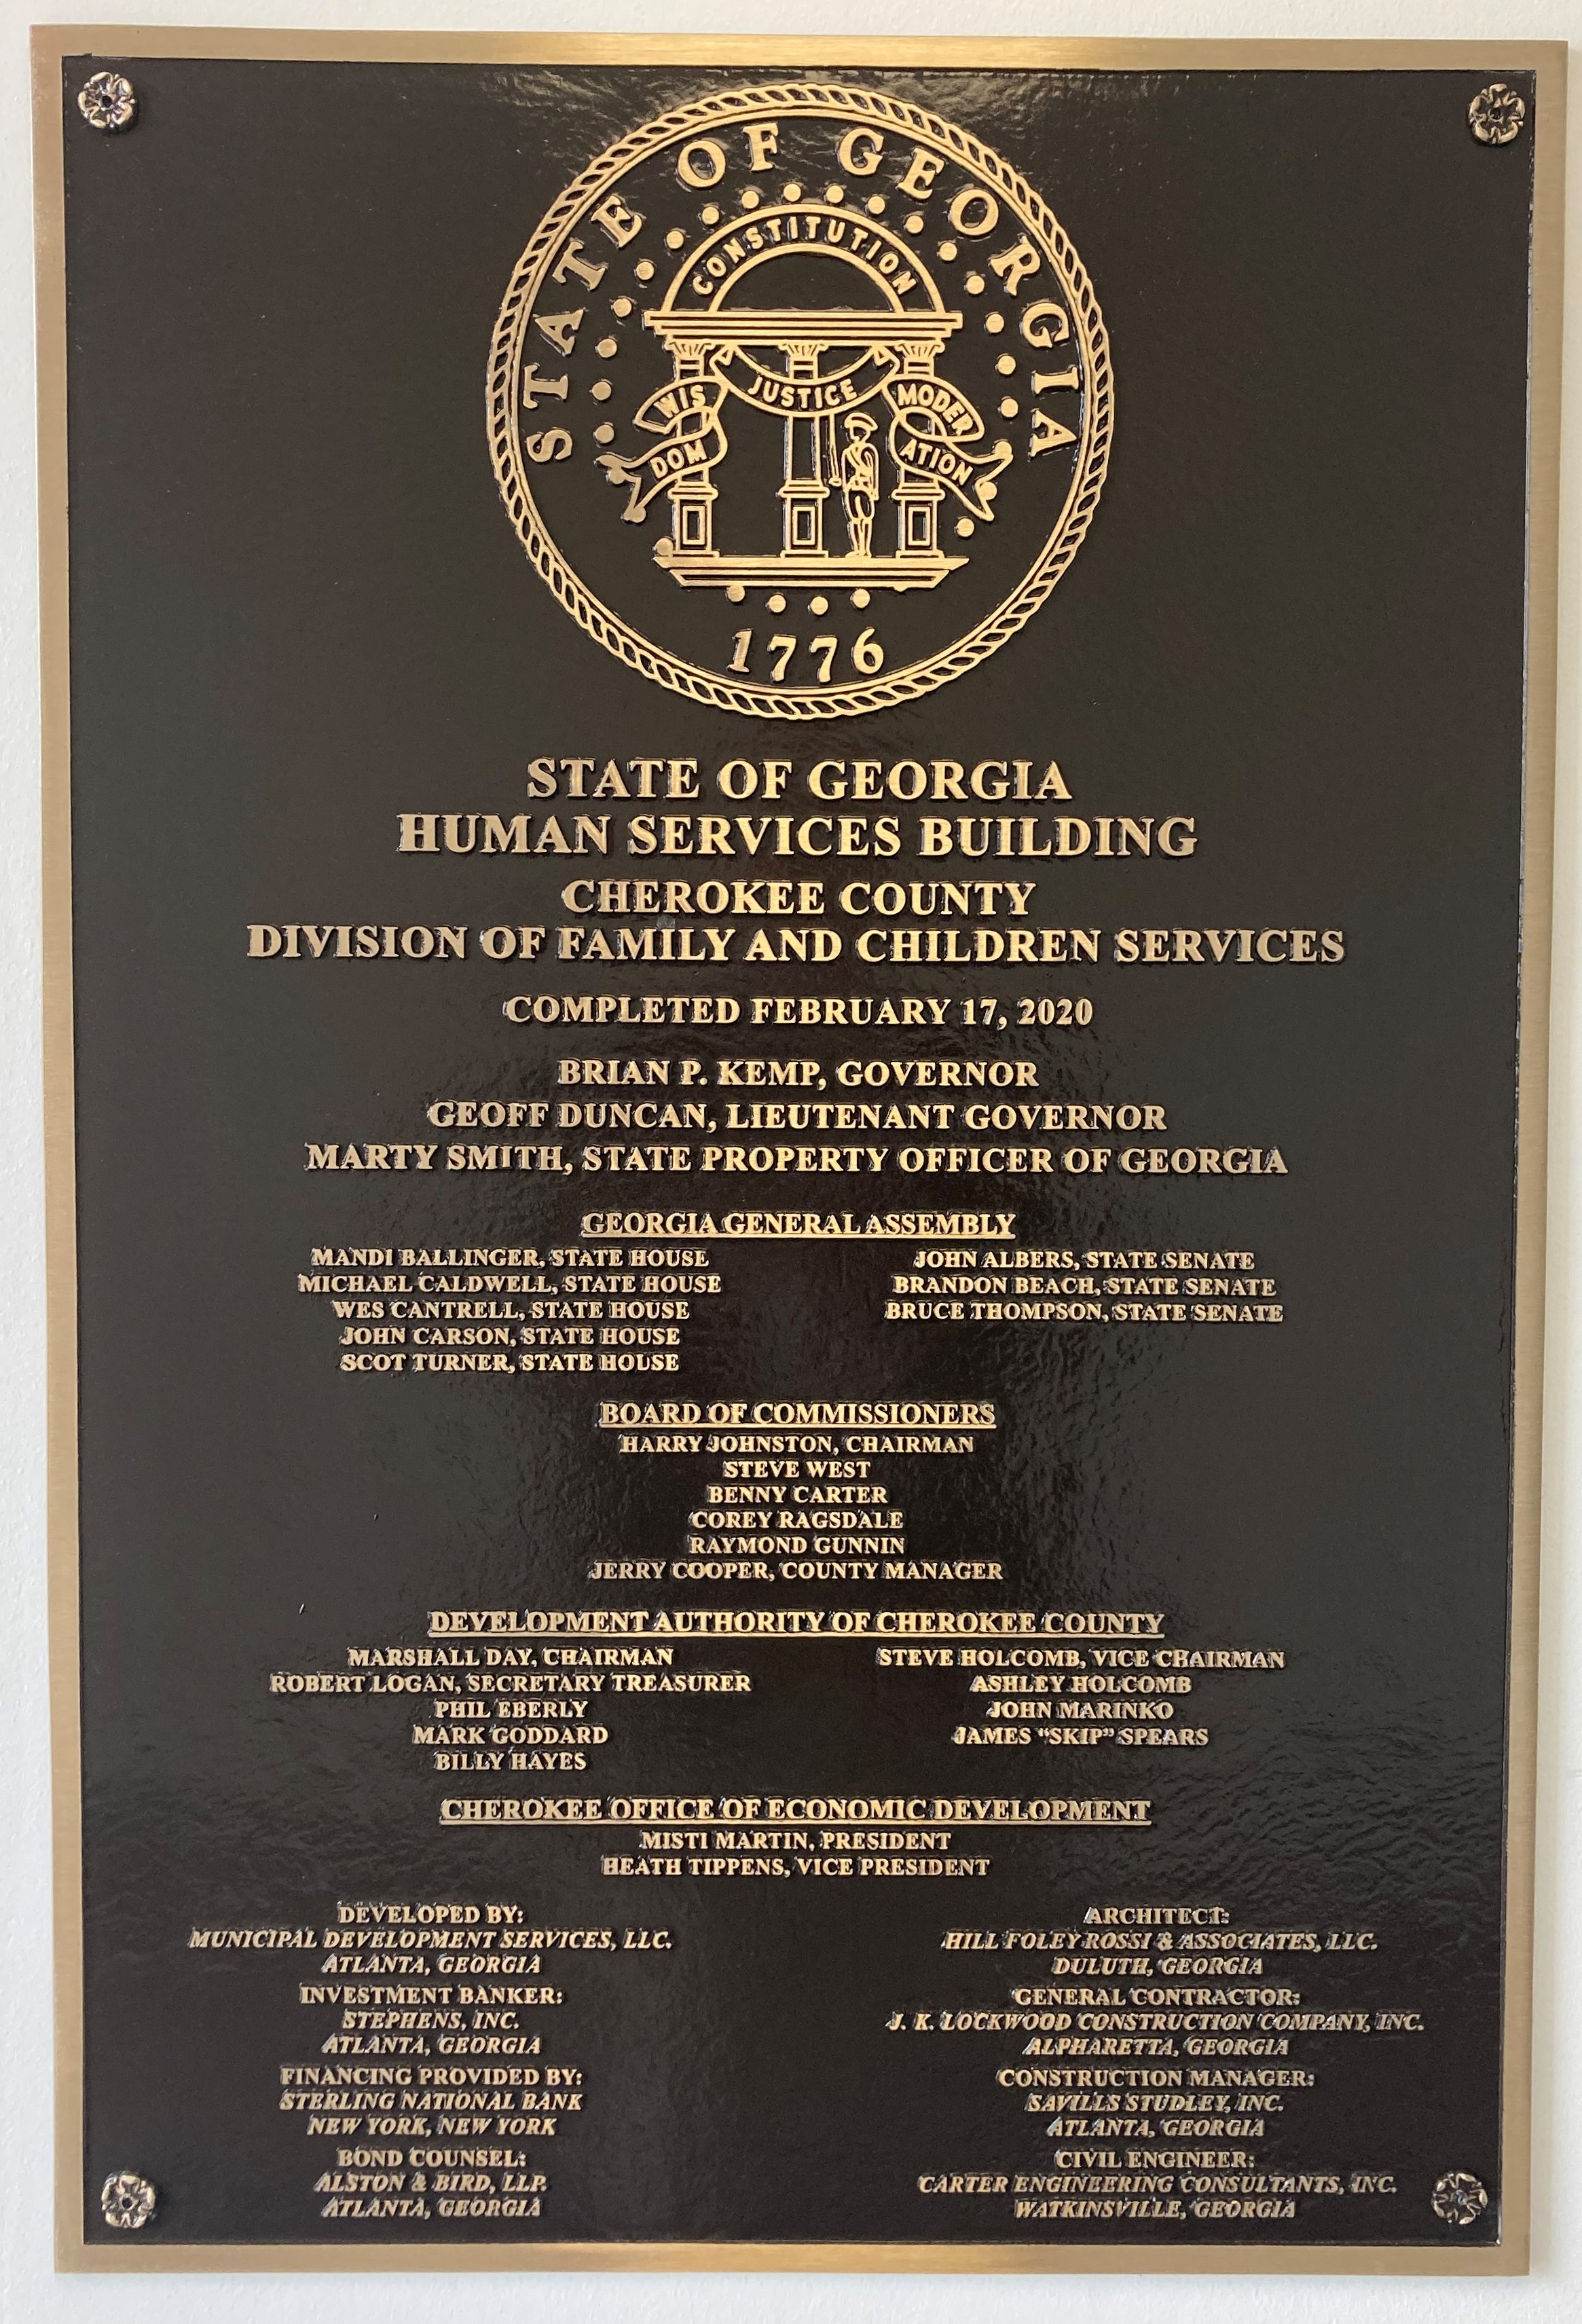 STATE OF GEORGIA
CONSTITUTION
WIS
DOM
JUSTICE
MODER
ATION
1776
STATE OF GEORGIA
HUMAN SERVICES BUILDING
CHEROKEE COUNTY
DIVISION OF FAMILY AND CHILDREN SERVICES
COMPLETED FEBRUARY 17, 2020
BRIAN P. KEMP, GOVERNOR
GEOFF DUNCAN, LIEUTENANT GOVERNOR
MARTY SMITH, STATE PROPERTY OFFICER OF GEORGIA
GEORGIA GENERAL ASSEMBLY
MANDI BALLINGER, STATE HOUSE
MICHAEL CALDWELL, STATE HOUSE
WES CANTRELL, STATE HOUSE
JOHN CARSON, STATE HOUSE
SCOT TURNER, STATE HOUSE
JOHN ALBERS, STATE SENATE
BRANDON BEACH, STATE SENATE
BRUCE THOMPSON, STATE SENATE
BOARD OF COMMISSIONERS
HARRY JOHNSTON, CHAIRMAN
STEVE WEST
BENNY CARTER
COREY RAGSDALE
RAYMOND GUNNIN
JERRY COOPER, COUNTY MANAGER
DEVELOPMENT AUTHORITY OF CHEROKEE COUNTY
MARSHALL DAY, CHAIRMAN
ROBERT LOGAN, SECRETARY TREASURER
PHIL EBERLY
MARK GODDARD
BILLY HAYES
STEVE HOLCOMB, VICE CHAIRMAN
ASHLEY HOLCOMB
JOHN MARINKO
JAMES “SKIP” SPEARS
CHEROKEE OFFICE OF ECONOMIC DEVELOPMENT
MISTI MARTIN, PRESIDENT
HEATH TIPPENS, VICE PRESIDENT
DEVELOPED BY:
MUNICIPAL DEVELOPMENT SERVICES, LLC.
ATLANTA, GEORGIA
INVESTMENT BANKER:
STEPHENS, INC.
ATLANTA, GEORGIA
FINANCING PROVIDED BY:
STERLING NATIONAL BANK
NEW YORK, NEW YORK
BOND COUNSEL:
ALSTON & BIRD, LLP.
ATLANTA, GEORGIA
ARCHITECT:
HILL FOLEY ROSSI & ASSOCIATES, LLC.
DULUTH, GEORGIA
GENERAL CONTRACTOR:
J. K. LOCKWOOD CONSTRUCTION COMPANY, INC.
ALPHARETTA, GEORGIA
CONSTRUCTION MANAGER:
SAVILLS STUDLEY, INC.
ATLANTA, GEORGIA
CIVIL ENGINEER:
CARTER ENGINEERING CONSULTANTS, INC.
WATKINSVILLE, GEORGIA